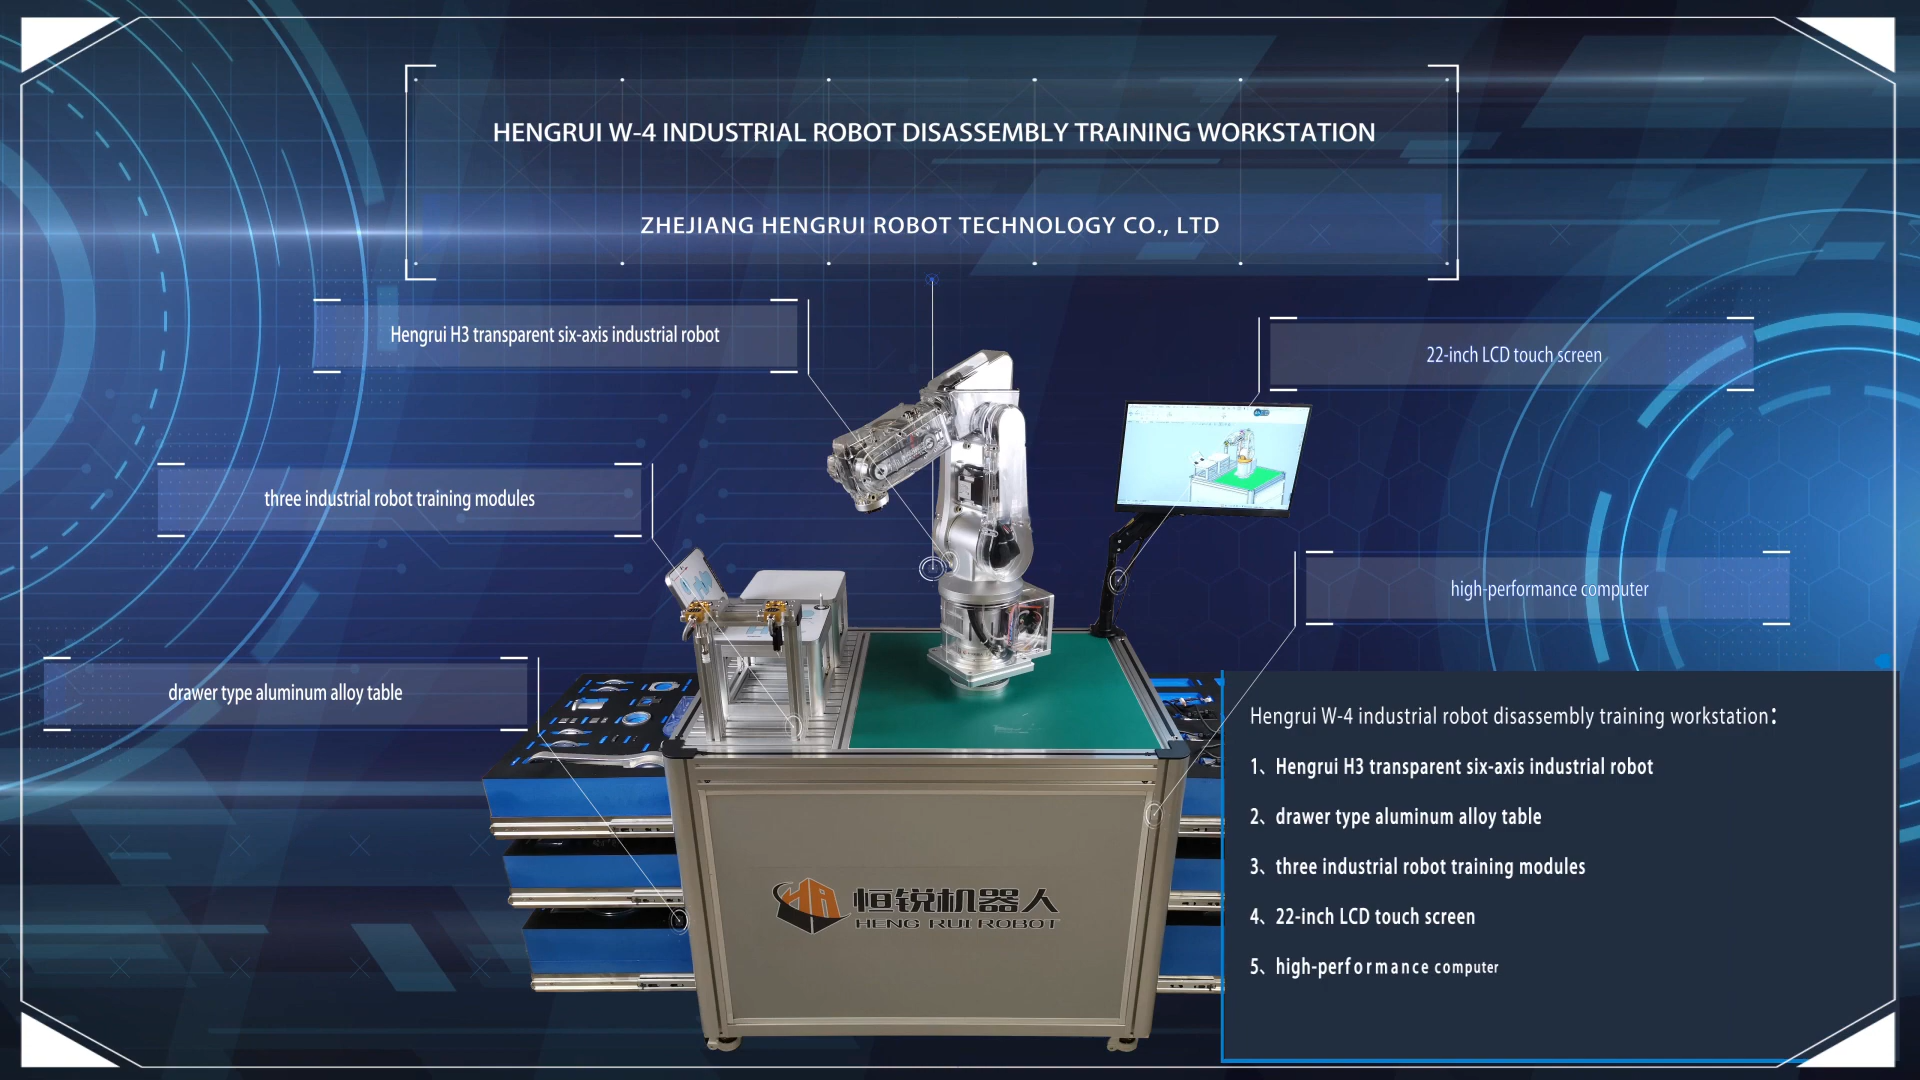 HENGRUI W-4 INDUSTRIAL ROBOT DISASSEMBLY TRAINING WORKSTATION
ZHEJIANG HENGRUI ROBOT TECHNOLOGY CO., LTD
Hengrui H3 transparent six-axis industrial robot
22-inch LCD touch screen
three industrial robot training modules
high-performance computer
drawer type aluminum alloy table
Hengrui W-4 industrial robot disassembly training workstation：
1、Hengrui H3 transparent six-axis industrial robot
2、drawer type aluminum alloy table
3、three industrial robot training modules
4、22-inch LCD touch screen
5、high-performance computer
恒锐机器人
HENG RUI ROBOT